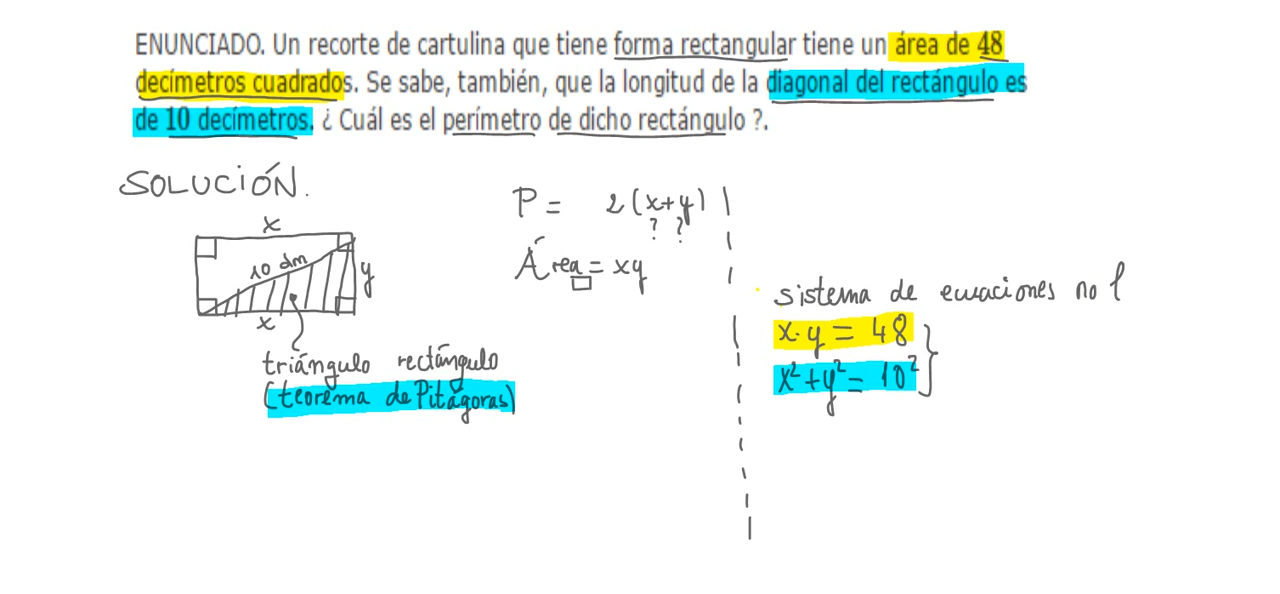 ENUNCIADO. Un recorte de cartulina que tiene forma rectangular tiene un área de 48
decímetros cuadrados. Se sabe, también, que la longitud de la diagonal del rectángulo es
de 10 decímetros. ¿ Cuál es el perímetro de dicho rectángulo ?.
SOLUCIÓN.
x
10 dm
y
x
triángulo rectángulo
(teorema de Pitágoras)
P = 2(x+y)
? ?
Área = xy
sistema de ecuaciones no l
x·y = 48
x²+y² = 10²